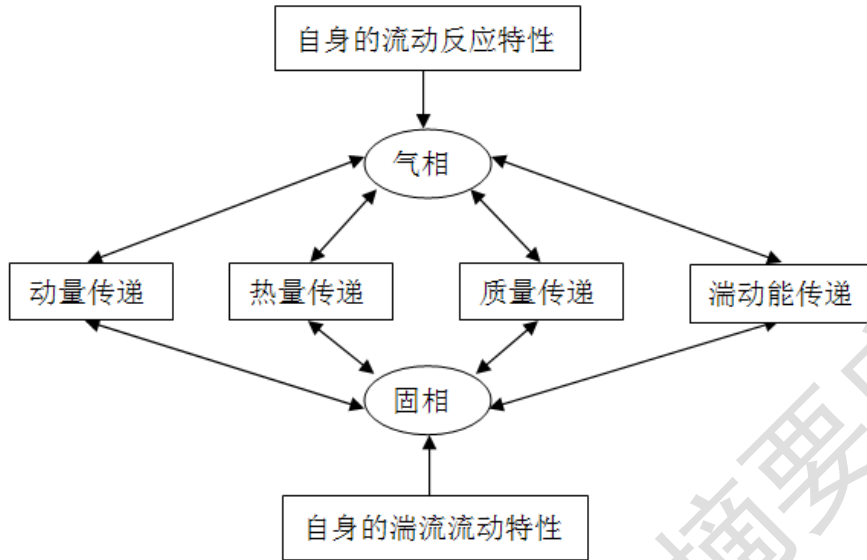 自身的流动反应特性
气相
动量传递
热量传递
质量传递
湍动能传递
固相
自身的湍流流动特性
摘要